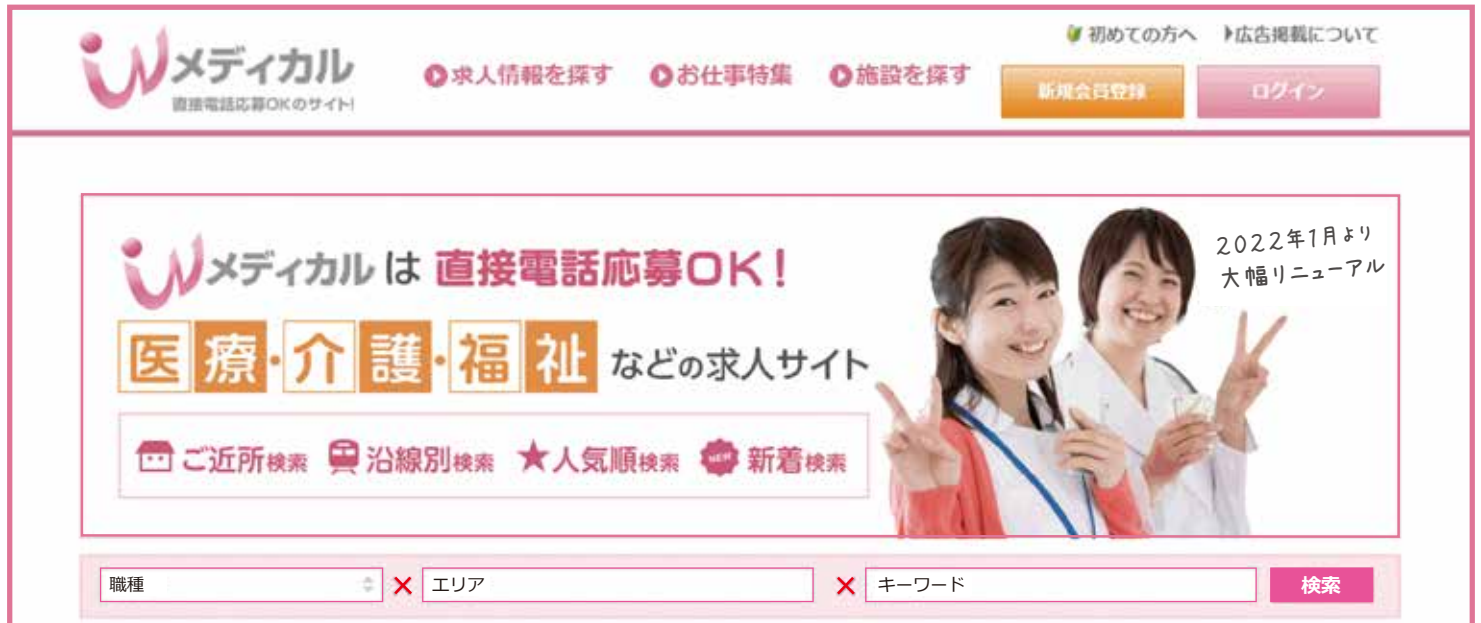 初めての方へ 広告掲載について
メディカル
直接電話応募OKのサイト!
求人情報を探す お仕事特集 施設を探す
新規会員登録 ログイン
メディカル は 直接電話応募OK!
2022年1月より
大幅リニューアル
医療・介護・福祉 などの求人サイト
ご近所検索 沿線別検索 人気順検索 NEW 新着検索
職種 × エリア × キーワード 検索